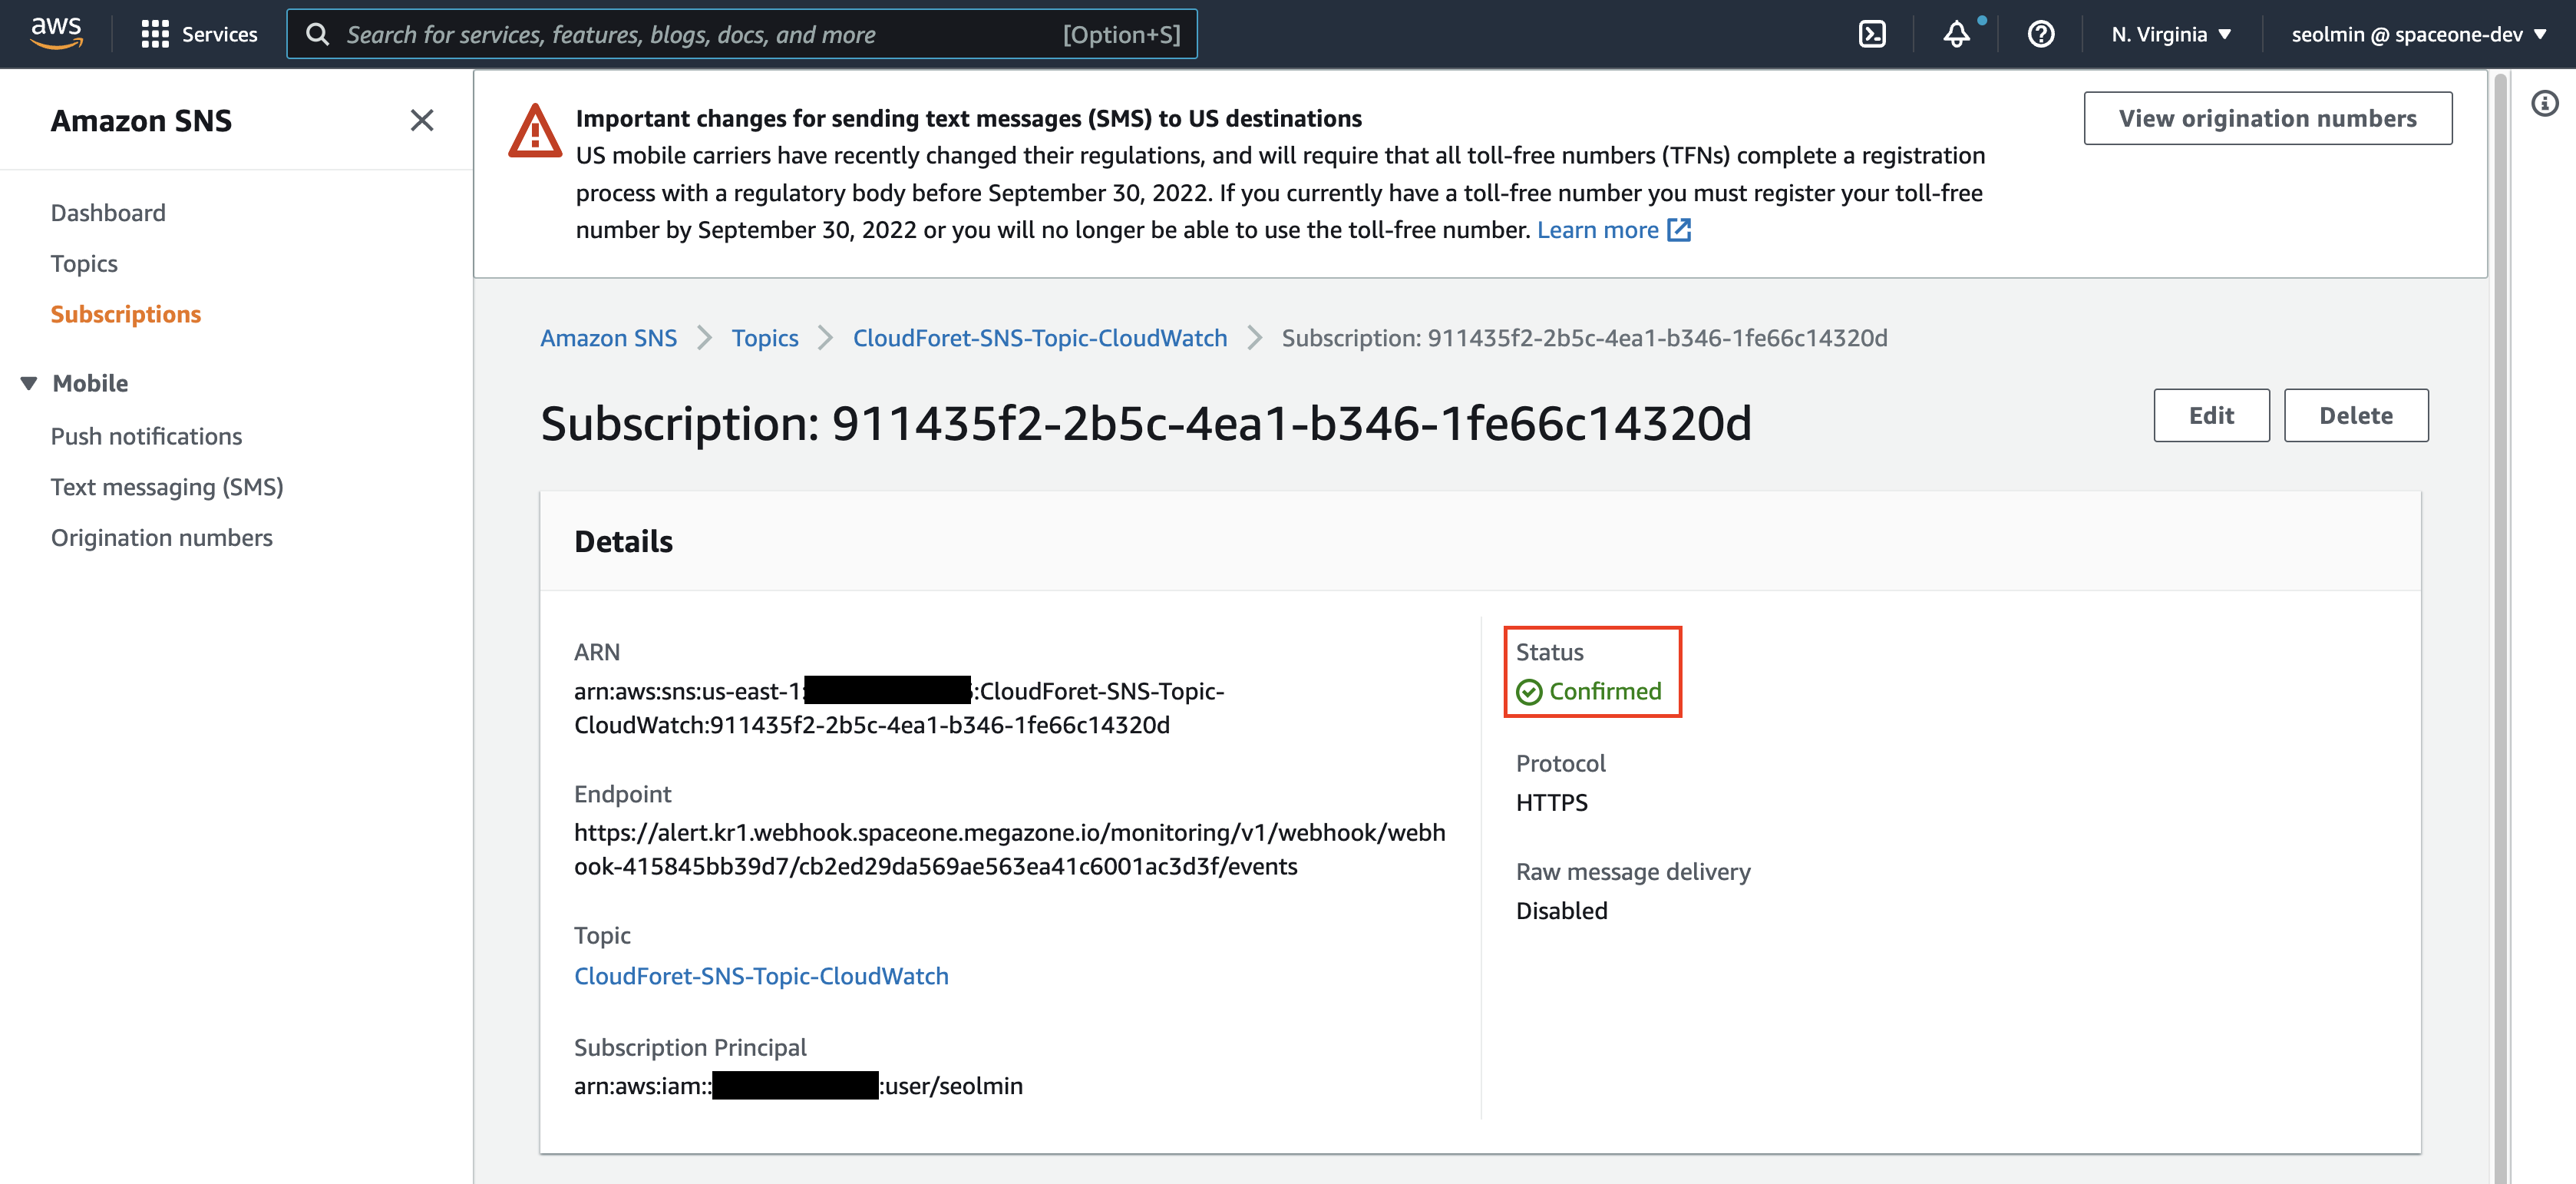 aws
Services
Search for services, features, blogs, docs, and more [Option+S]
N. Virginia
seolmin @ spaceone-dev
Amazon SNS
Dashboard
Topics
Subscriptions
Mobile
Push notifications
Text messaging (SMS)
Origination numbers
Important changes for sending text messages (SMS) to US destinations
US mobile carriers have recently changed their regulations, and will require that all toll-free numbers (TFNs) complete a registration
process with a regulatory body before September 30, 2022. If you currently have a toll-free number you must register your toll-free
number by September 30, 2022 or you will no longer be able to use the toll-free number. Learn more
View origination numbers
Amazon SNS
Topics
CloudForet-SNS-Topic-CloudWatch
Subscription: 911435f2-2b5c-4ea1-b346-1fe66c14320d
Subscription: 911435f2-2b5c-4ea1-b346-1fe66c14320d
Edit
Delete
Details
ARN
arn:aws:sns:us-east-1: :CloudForet-SNS-Topic-
CloudWatch:911435f2-2b5c-4ea1-b346-1fe66c14320d
Endpoint
https://alert.kr1.webhook.spaceone.megazone.io/monitoring/v1/webhook/webh
ook-415845bb39d7/cb2ed29da569ae563ea41c6001ac3d3f/events
Topic
CloudForet-SNS-Topic-CloudWatch
Subscription Principal
arn:aws:iam:: :user/seolmin
Status
Confirmed
Protocol
HTTPS
Raw message delivery
Disabled